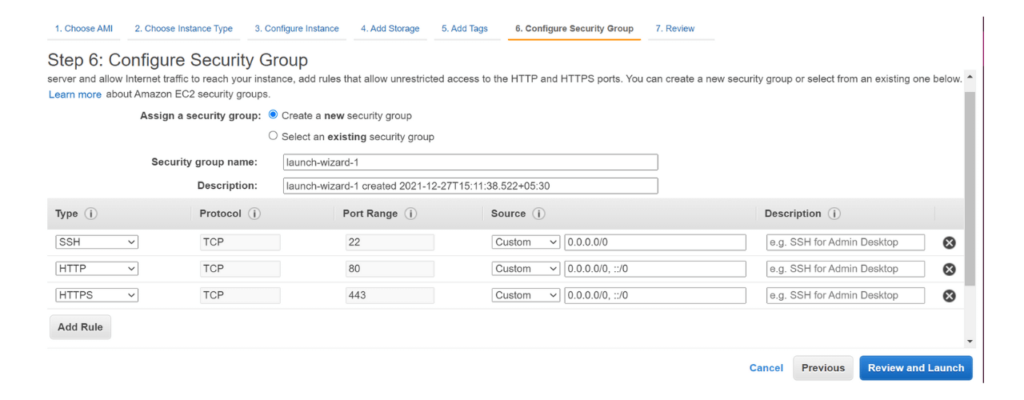 1. Choose AMI 2. Choose Instance Type 3. Configure Instance 4. Add Storage 5. Add Tags 6. Configure Security Group 7. Review
Step 6: Configure Security Group
server and allow Internet traffic to reach your instance, add rules that allow unrestricted access to the HTTP and HTTPS ports. You can create a new security group or select from an existing one below.
Learn more about Amazon EC2 security groups.
Assign a security group: Create a new security group
Select an existing security group
Security group name: launch-wizard-1
Description: launch-wizard-1 created 2021-12-27T15:11:38.522+05:30
Type i Protocol i Port Range i Source i Description i
SSH TCP 22 Custom 0.0.0.0/0 e.g. SSH for Admin Desktop
HTTP TCP 80 Custom 0.0.0.0/0, ::/0 e.g. SSH for Admin Desktop
HTTPS TCP 443 Custom 0.0.0.0/0, ::/0 e.g. SSH for Admin Desktop
Add Rule
Cancel Previous Review and Launch